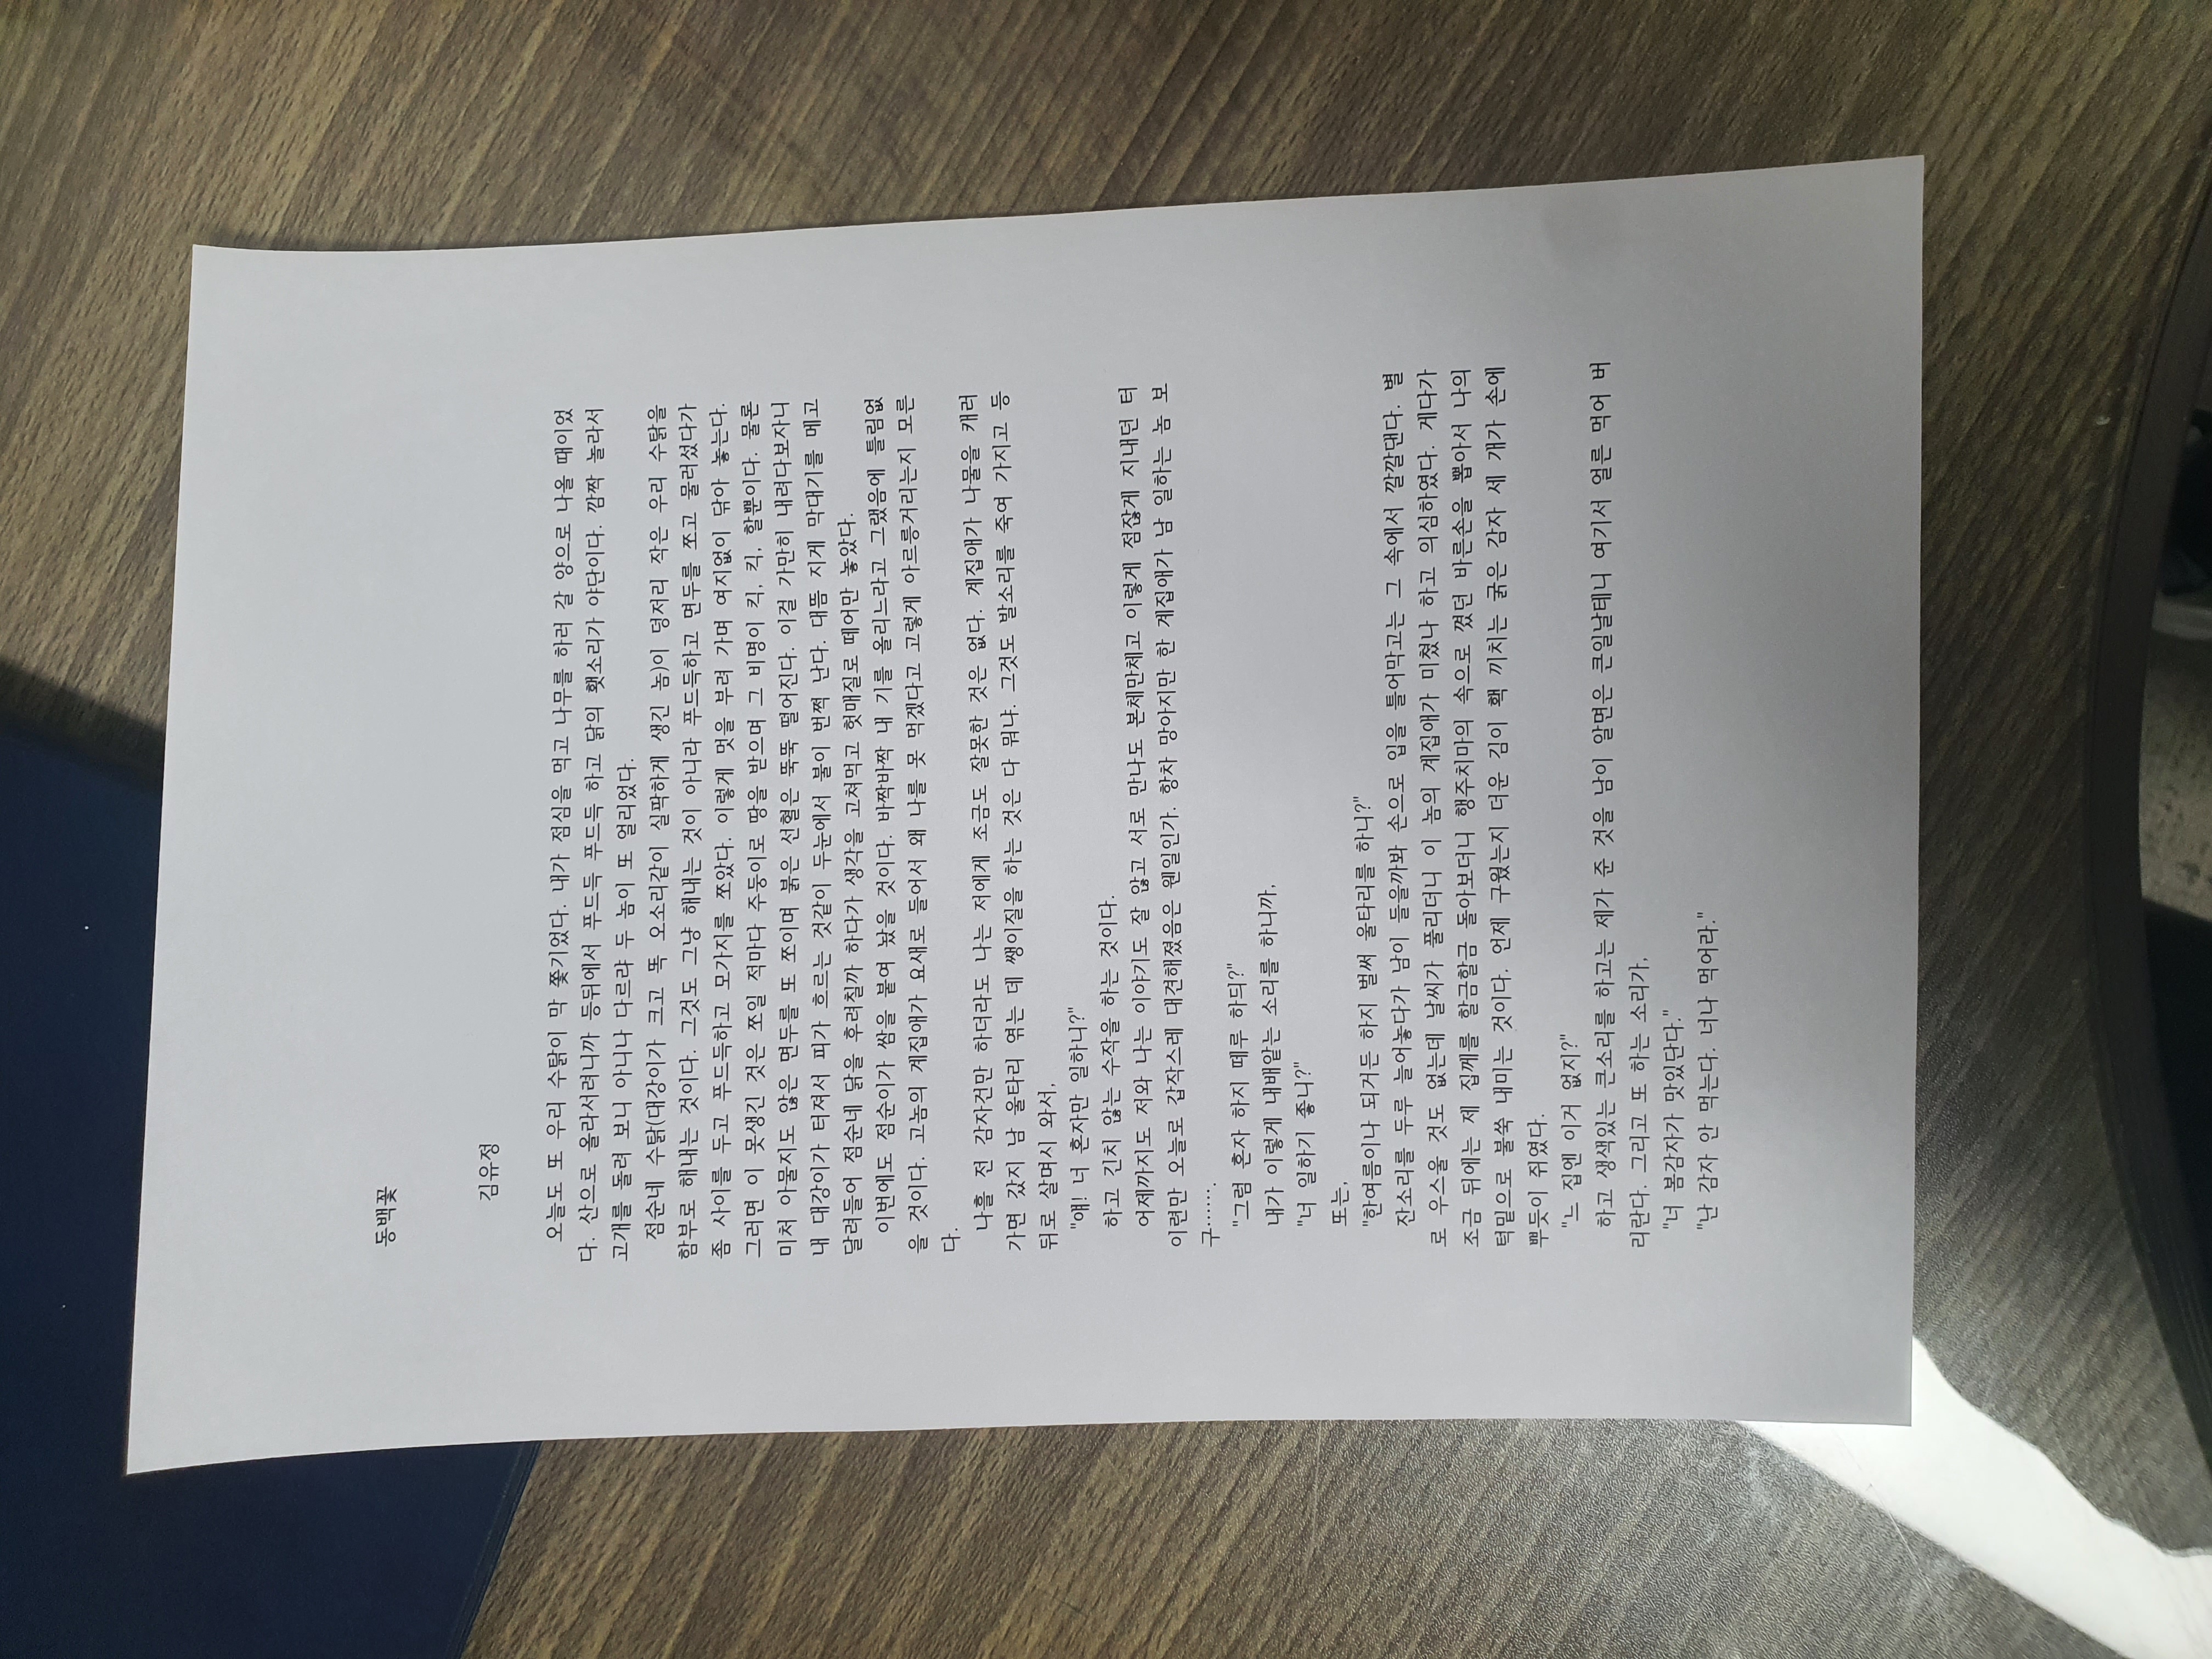 동백꽃
김유정
오늘도 또 우리 수탉이 막 쫓기었다. 내가 점심을 먹고 나무를 하러 갈 양으로 나올 때이었
다. 산으로 올라서려니까 등뒤에서 푸드득 푸드득 하고 닭의 횃소리가 야단이다. 깜짝 놀라서
고개를 돌려 보니 아니나 다르랴 두 놈이 또 얼리었다.
점순네 수탉(대강이가 크고 똑 오소리같이 실팍하게 생긴 놈)이 덩저리 작은 우리 수탉을
함부로 해내는 것이다. 그것도 그냥 해내는 것이 아니라 푸드득하고 면두를 쪼고 물러섰다가
좀 사이를 두고 푸드득하고 모가지를 쪼았다. 이렇게 멋을 부려 가며 여지없이 닦아 놓는다.
그러면 이 못생긴 것은 쪼일 적마다 주둥이로 땅을 받으며 그 비명이 킥, 킥, 할뿐이다. 물론
미처 아물지도 않은 면두를 또 쪼이며 붉은 선혈은 뚝뚝 떨어진다. 이걸 가만히 내려다보자니
내 대강이가 터져서 피가 흐르는 것같이 두눈에서 불이 번쩍 난다. 대뜸 지게 막대기를 메고
달려들어 점순네 닭을 후려칠까 하다가 생각을 고쳐먹고 헛매질로 떼어만 놓았다.
이번에도 점순이가 쌈을 붙여 놨을 것이다. 바짝바짝 내 기를 올리느라고 그랬음에 틀림없
을 것이다. 고놈의 계집애가 요새로 들어서 왜 나를 못 먹겠다고 고렇게 아르릉거리는지 모른
다.
나흘 전 감자건만 하더라도 나는 저에게 조금도 잘못한 것은 없다. 계집애가 나물을 캐러
가면 갔지 남 울타리 엮는 데 쌩이질을 하는 것은 다 뭐냐. 그것도 발소리를 죽여 가지고 등
뒤로 살며시 와서,
"얘! 너 혼자만 일하니?"
하고 긴치 않는 수작을 하는 것이다.
어제까지도 저와 나는 이야기도 잘 않고 서로 만나도 본체만체고 이렇게 점잖게 지내던 터
이련만 오늘로 갑작스레 대견해졌음은 웬일인가. 항차 망아지만 한 계집애가 남 일하는 놈 보
구…….
"그럼 혼자 하지 떼루 하듸?"
내가 이렇게 내배앝는 소리를 하니까,
"너 일하기 좋니?"
또는,
"한여름이나 되거든 하지 벌써 울타리를 하니?"
잔소리를 두루 늘어놓다가 남이 들을까봐 손으로 입을 틀어막고는 그 속에서 깔깔댄다. 별
로 우스울 것도 없는데 날씨가 풀리더니 이 놈의 계집애가 미쳤나 하고 의심하였다. 게다가
조금 뒤에는 제 집께를 할금할금 돌아보더니 행주치마의 속으로 꼈던 바른손을 뽑아서 나의
턱밑으로 불쑥 내미는 것이다. 언제 구웠는지 더운 김이 홱 끼치는 굵은 감자 세 개가 손에
뿌듯이 쥐였다.
"느 집엔 이거 없지?"
하고 생색있는 큰소리를 하고는 제가 준 것을 남이 알면은 큰일날테니 여기서 얼른 먹어 버
리란다. 그리고 또 하는 소리가,
"너 봄감자가 맛있단다."
"난 감자 안 먹는다. 너나 먹어라."